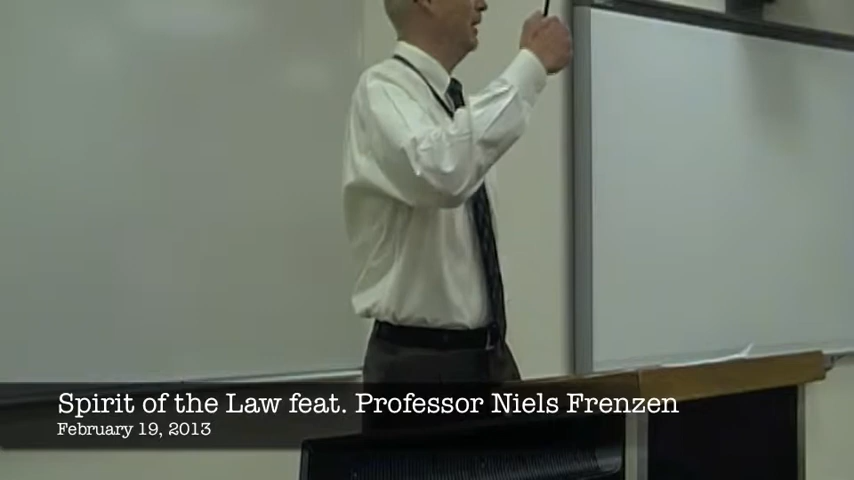 Spirit of the Law feat. Professor Niels Frenzen
February 19, 2013